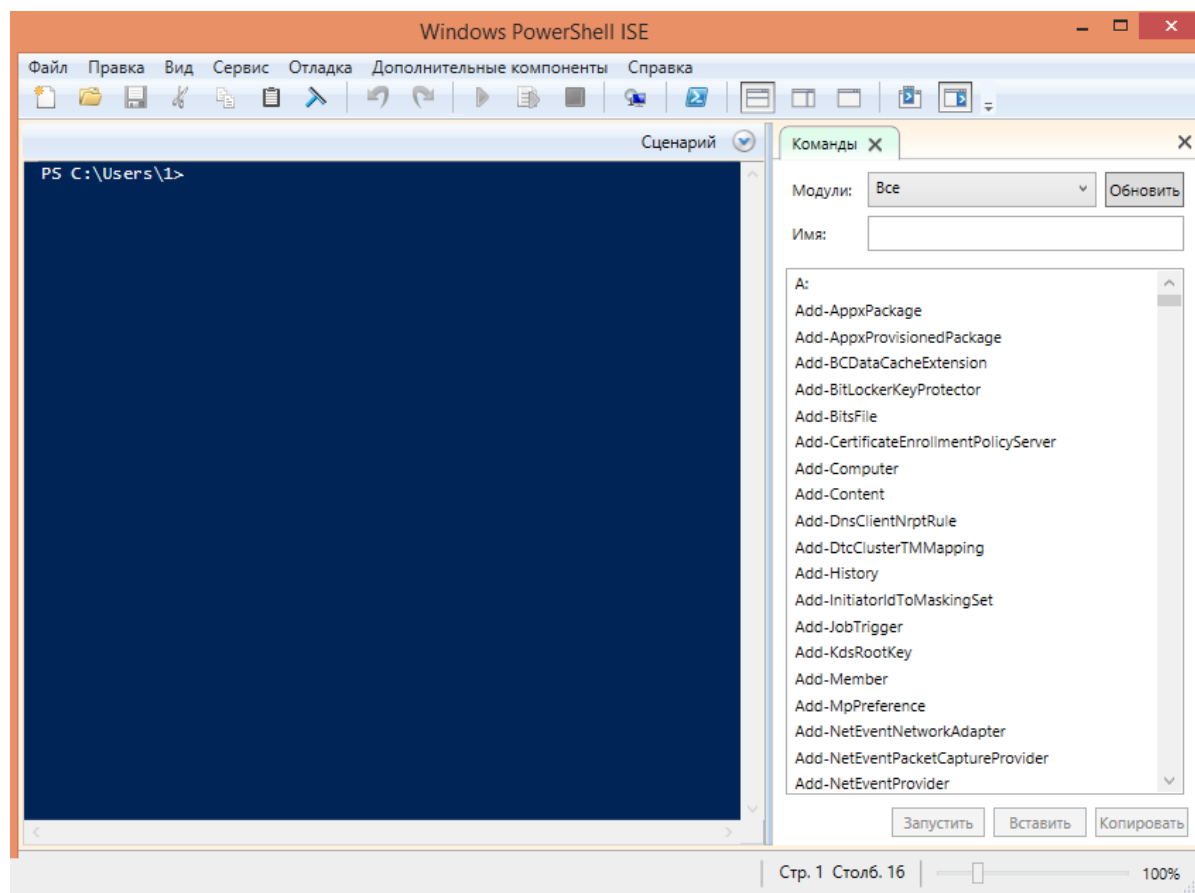 Windows PowerShell ISE
Файл Правка Вид Сервис Отладка Дополнительные компоненты Справка
Сценарий
PS C:\Users\1>
Команды
Модули: Все Обновить
Имя:
A:
Add-AppxPackage
Add-AppxProvisionedPackage
Add-BCDataCacheExtension
Add-BitLockerKeyProtector
Add-BitsFile
Add-CertificateEnrollmentPolicyServer
Add-Computer
Add-Content
Add-DnsClientNrptRule
Add-DtcClusterTMMapping
Add-History
Add-InitiatorIdToMaskingSet
Add-JobTrigger
Add-KdsRootKey
Add-Member
Add-MpPreference
Add-NetEventNetworkAdapter
Add-NetEventPacketCaptureProvider
Add-NetEventProvider
Запустить Вставить Копировать
Стр. 1 Столб. 16 100%